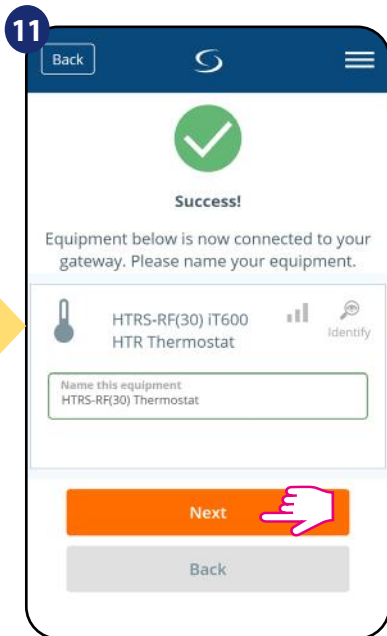 11
Back
Success!
Equipment below is now connected to your
gateway. Please name your equipment.
HTRS-RF(30) iT600
HTR Thermostat
Identify
Name this equipment
HTRS-RF(30) Thermostat
Next
Back